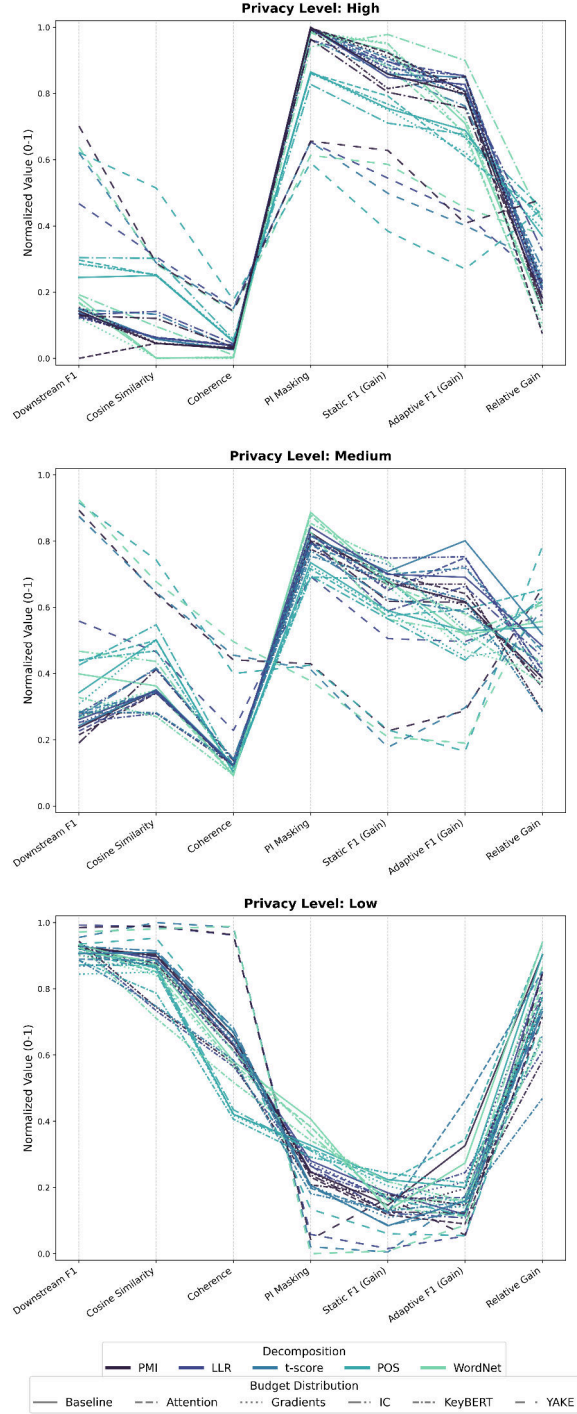 Privacy Level: High
Normalized Value (0-1)
1.0
0.8
0.6
0.4
0.2
0.0
Downstream F1
Cosine Similarity
Coherence
PI Masking
Static F1 (Gain)
Adaptive F1 (Gain)
Relative Gain
Privacy Level: Medium
Normalized Value (0-1)
1.0
0.8
0.6
0.4
0.2
0.0
Downstream F1
Cosine Similarity
Coherence
PI Masking
Static F1 (Gain)
Adaptive F1 (Gain)
Relative Gain
Privacy Level: Low
Normalized Value (0-1)
1.0
0.8
0.6
0.4
0.2
0.0
Downstream F1
Cosine Similarity
Coherence
PI Masking
Static F1 (Gain)
Adaptive F1 (Gain)
Relative Gain
Decomposition
PMI LLR t-score POS WordNet
Budget Distribution
Baseline Attention Gradients IC KeyBERT YAKE